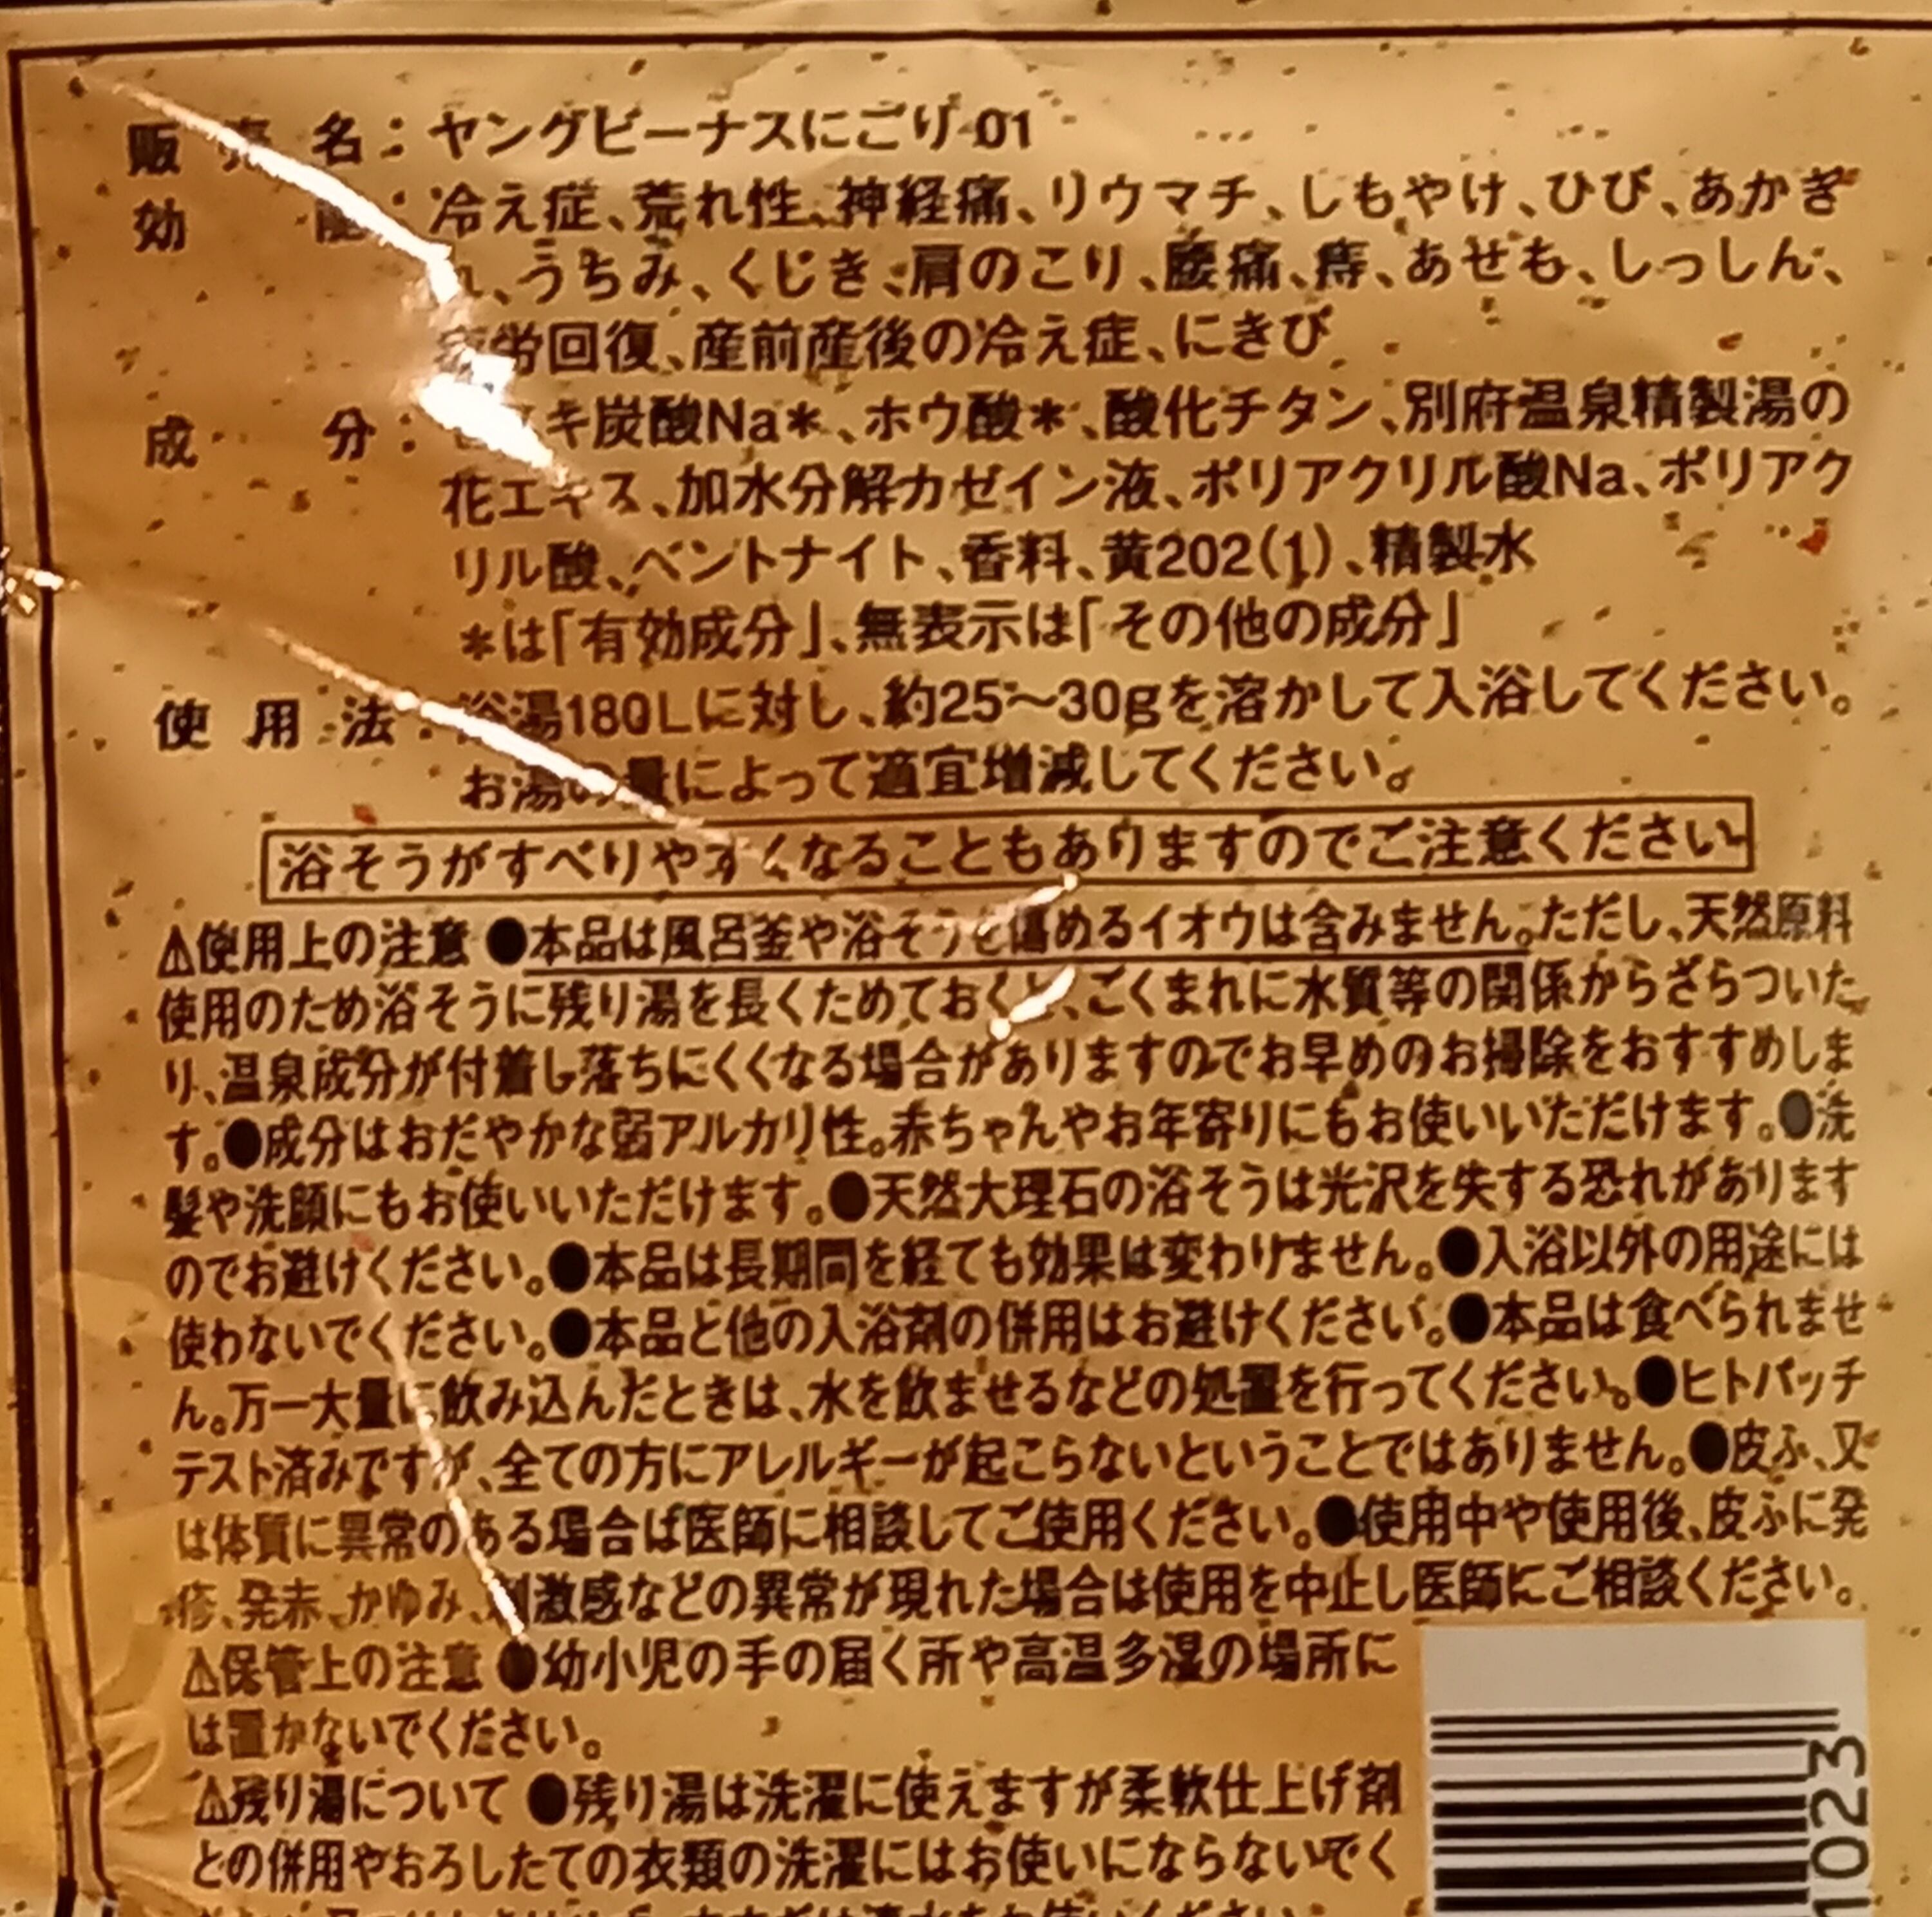 販売名：ヤングビーナスにごり 01
効　能：冷え症、荒れ性、神経痛、リウマチ、しもやけ、ひび、あかぎ
れ、うちみ、くじき、肩のこり、腰痛、痔、あせも、しっしん、
疲労回復、産前産後の冷え症、にきび
成　分：キ炭酸Na＊、ホウ酸＊、酸化チタン、別府温泉精製湯の
花エキス、加水分解カゼイン液、ポリアクリル酸Na、ポリアク
リル酸、ベントナイト、香料、黄202(1)、精製水
＊は「有効成分」、無表示は「その他の成分」
使用法：浴湯180Lに対し、約25〜30gを溶かして入浴してください。
お湯の量によって適宜増減してください。
浴そうがすべりやすくなることもありますのでご注意ください
⚠使用上の注意 ●本品は風呂釜や浴そうを傷めるイオウは含みません。ただし、天然原料
使用のため浴そうに残り湯を長くためておくと、ごくまれに水質等の関係からざらついた
り、温泉成分が付着し落ちにくくなる場合がありますのでお早めのお掃除をおすすめしま
す。●成分はおだやかな弱アルカリ性。赤ちゃんやお年寄りにもお使いいただけます。●洗
髪や洗顔にもお使いいただけます。●天然大理石の浴そうは光沢を失する恐れがあります
のでお避けください。●本品は長期間を経ても効果は変わりません。●入浴以外の用途には
使わないでください。●本品と他の入浴剤の併用はお避けください。●本品は食べられませ
ん。万一大量に飲み込んだときは、水を飲ませるなどの処置を行ってください。●ヒトパッチ
テスト済みですが、全ての方にアレルギーが起こらないということではありません。●皮ふ、又
は体質に異常のある場合は医師に相談してご使用ください。●使用中や使用後、皮ふに発
疹、発赤、かゆみ、刺激感などの異常が現れた場合は使用を中止し医師にご相談ください。
⚠保管上の注意 ●幼小児の手の届く所や高温多湿の場所に
は置かないでください。
⚠残り湯について ●残り湯は洗濯に使えますが柔軟仕上げ剤
との併用やおろしたての衣類の洗濯にはお使いにならないでく
1023